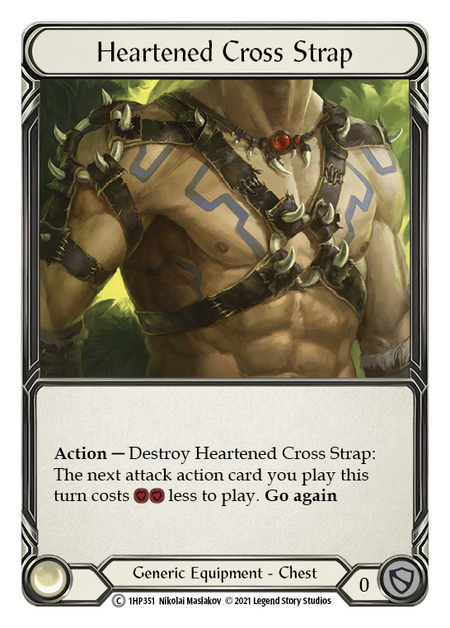 Heartened Cross Strap
Action — Destroy Heartened Cross Strap:
The next attack action card you play this
turn costs less to play. Go again
Generic Equipment - Chest
0
C 1HP351 Nikolai Maslakov © 2021 Legend Story Studios